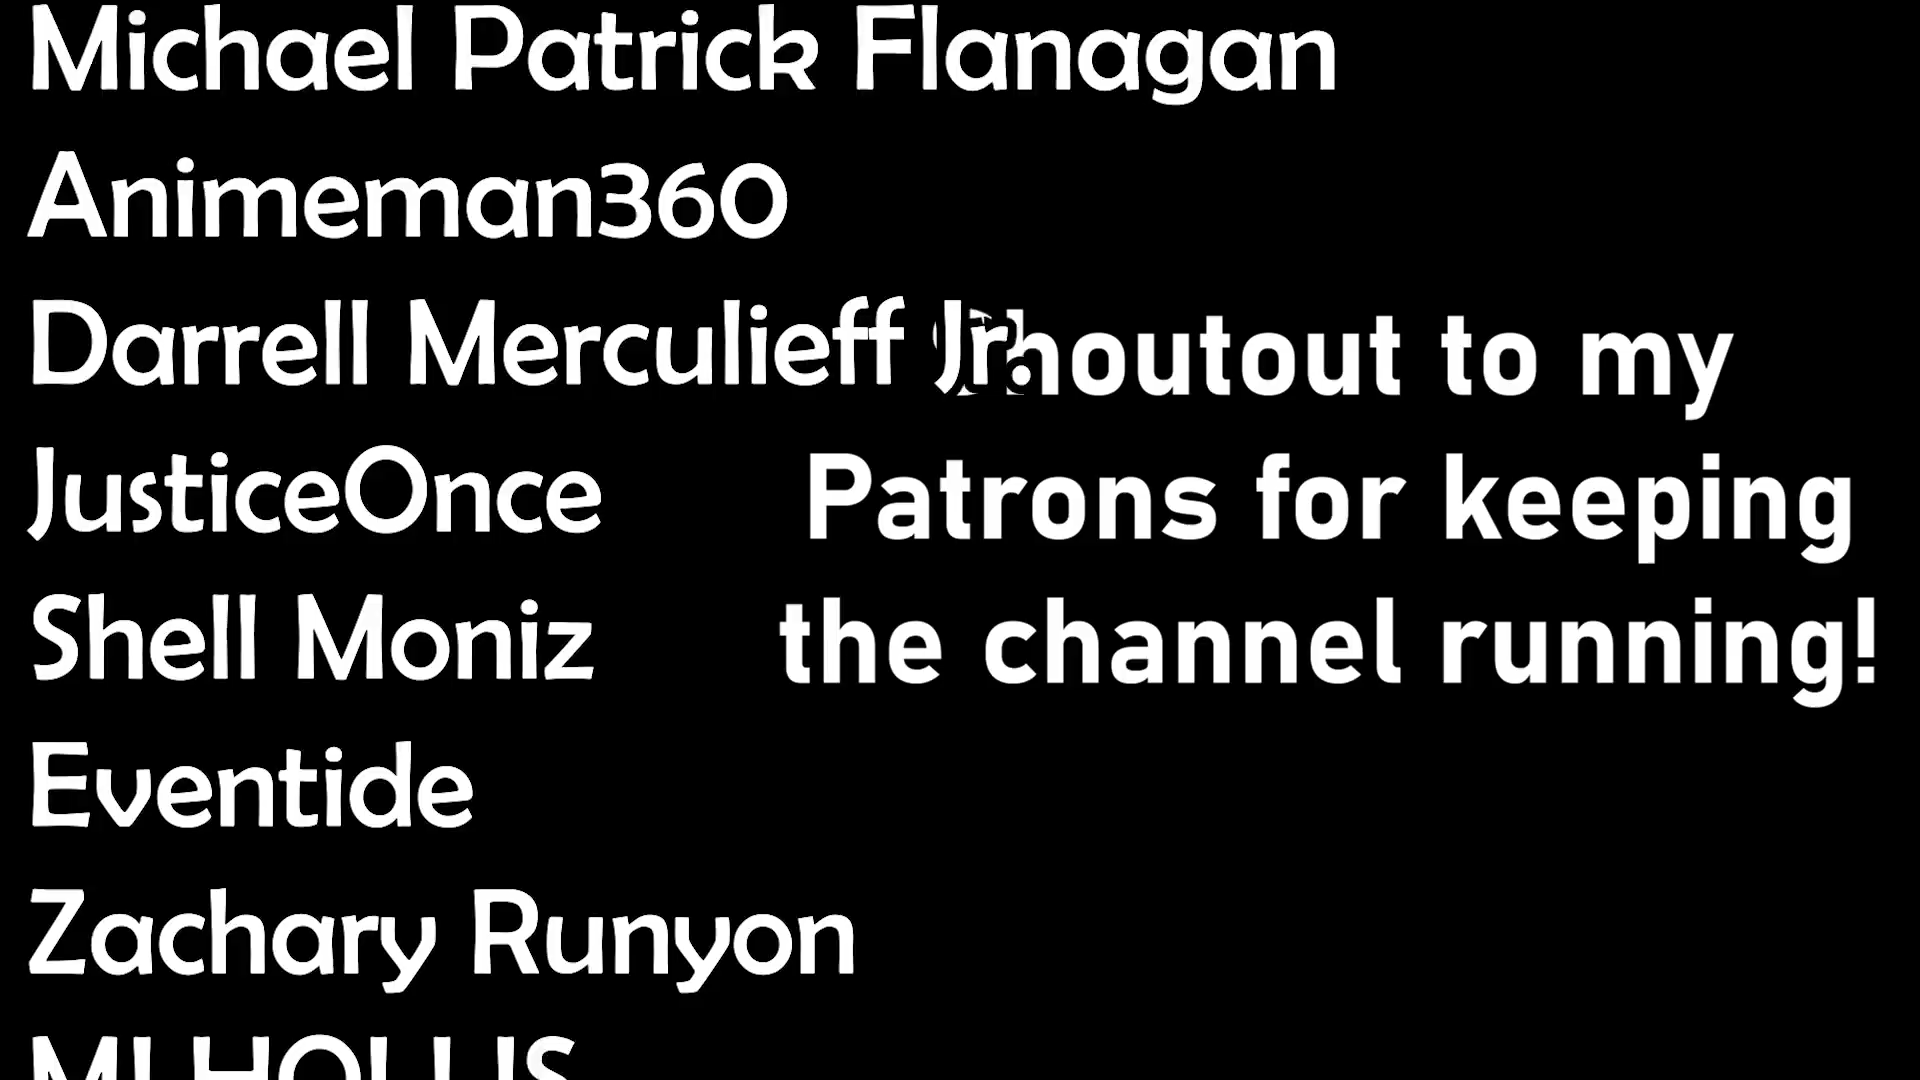 Michael Patrick Flanagan
Animeman360
Darrell Merculieff Jr.
JusticeOnce
Shell Moniz
Eventide
Zachary Runyon
Shoutout to my
Patrons for keeping
the channel running!